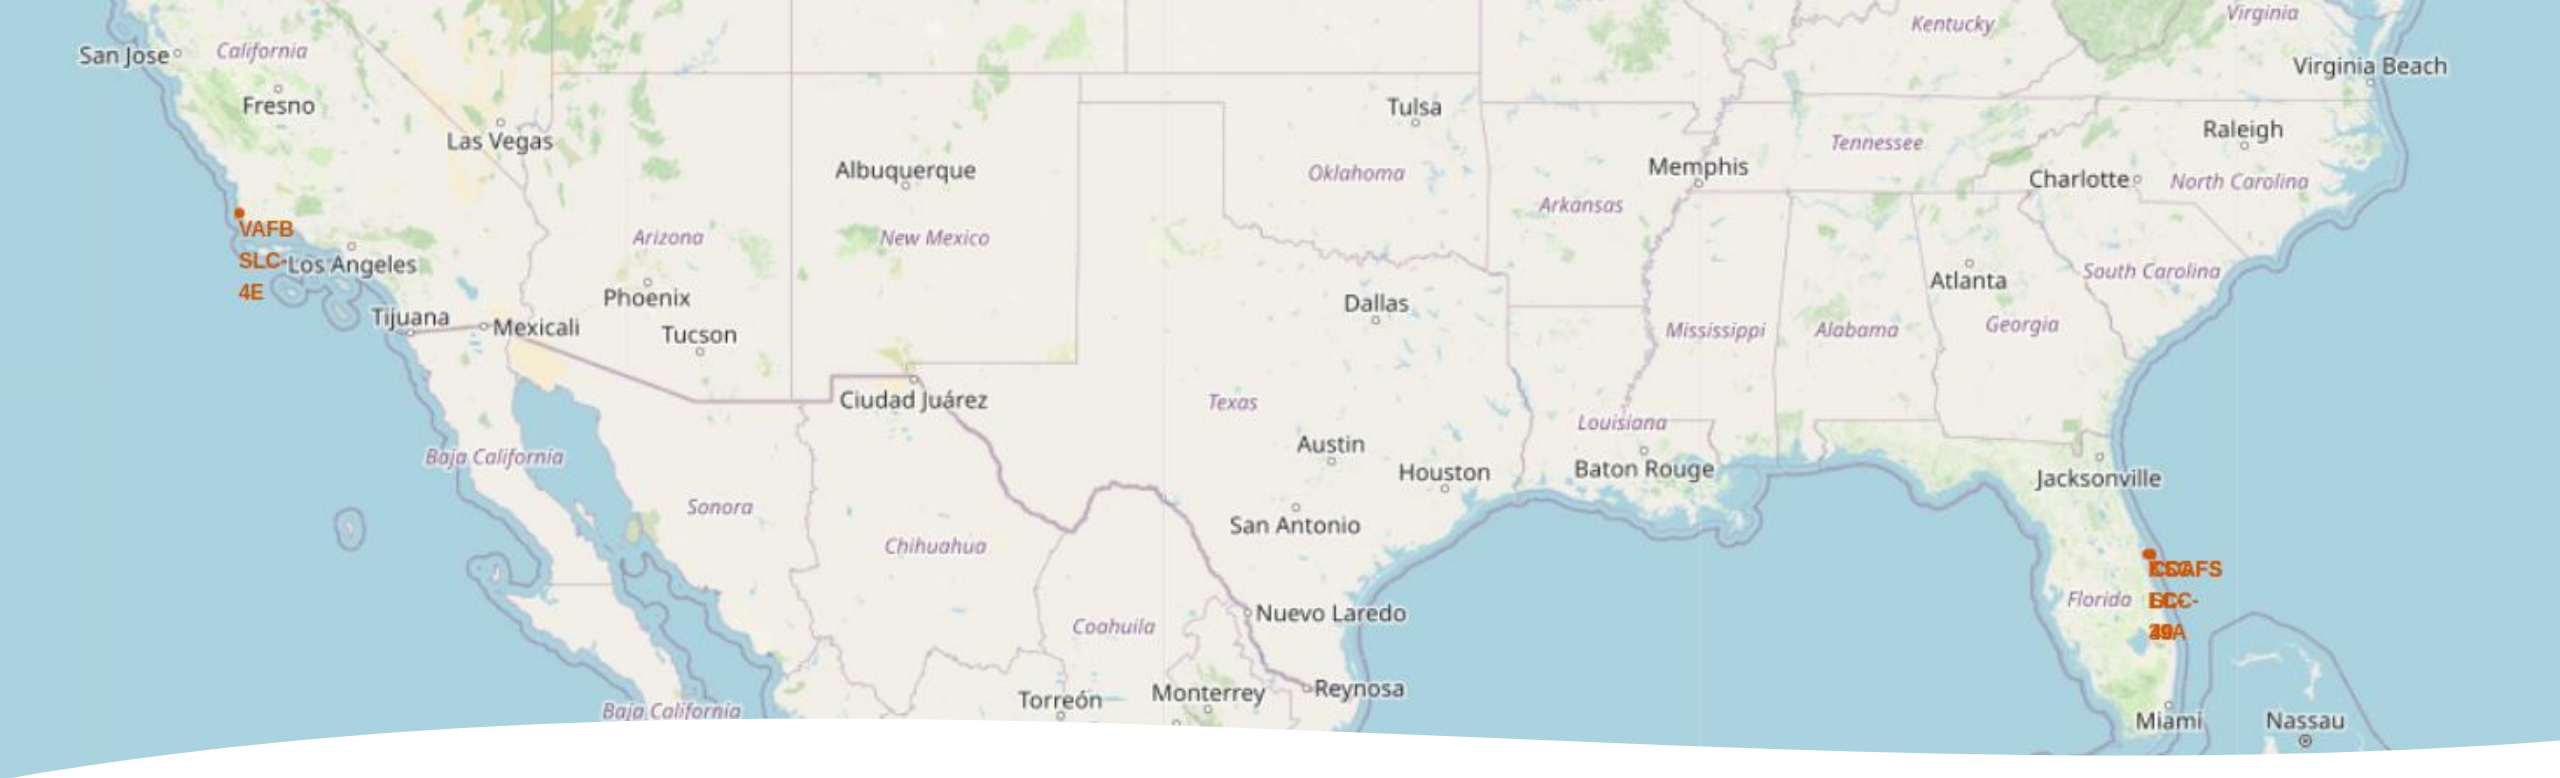 Kentucky
Virginia
San Jose
California
Virginia Beach
Fresno
Tulsa
Las Vegas
Raleigh
Tennessee
Memphis
Albuquerque
Oklahoma
Charlotte
North Carolina
Arkansas
VAFB
SLC-
4E
Arizona
New Mexico
Los Angeles
South Carolina
Atlanta
Phoenix
Dallas
Tijuana
Mexicali
Tucson
Mississippi
Alabama
Georgia
Ciudad Juárez
Texas
Louisiana
Austin
Baja California
Houston
Baton Rouge
Jacksonville
Sonora
San Antonio
Chihuahua
Florida
Nuevo Laredo
Coahuila
Reynosa
Torreón
Monterrey
Baja California
Miami
Nassau